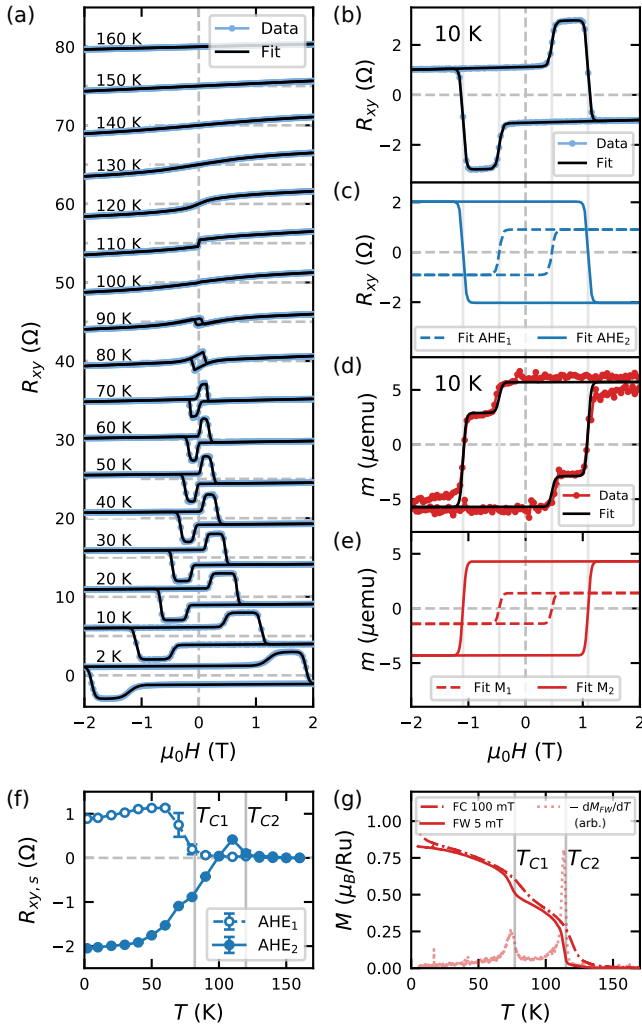 (a)
80
160 K
Data
Fit
150 K
70
140 K
130 K
60
120 K
110 K
50
100 K
90 K
40
80 K
70 K
30
60 K
50 K
20
40 K
30 K
10
20 K
10 K
2 K
0
R_xy (Ω)
−2 −1 0 1 2
μ₀H (T)
(b)
10 K
2
0
−2
R_xy (Ω)
Data
Fit
(c)
2
0
−2
R_xy (Ω)
Fit AHE₁ Fit AHE₂
(d)
10 K
5
0
−5
m (μemu)
Data
Fit
(e)
5
0
−5
m (μemu)
Fit M₁ Fit M₂
−2 −1 0 1 2
μ₀H (T)
(f)
1
0
−1
−2
R_xy,s (Ω)
T_C1 T_C2
AHE₁
AHE₂
0 50 100 150
T (K)
(g)
FC 100 mT
FW 5 mT
− dM_FW/dT
(arb.)
1.00
0.75
0.50
0.25
0.00
M (μ_B/Ru)
T_C1 T_C2
0 50 100 150
T (K)